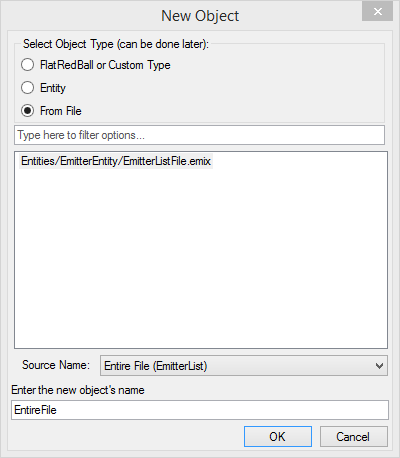 New Object
Select Object Type (can be done later):
FlatRedBall or Custom Type
Entity
From File
Type here to filter options...
Entities/EmitterEntity/EmitterListFile.emix
Source Name: Entire File (EmitterList)
Enter the new object's name
EntireFile
OK Cancel